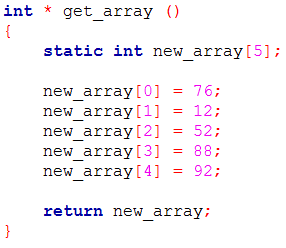 int * get_array ()
{
static int new_array[5];
new_array[0] = 76;
new_array[1] = 12;
new_array[2] = 52;
new_array[3] = 88;
new_array[4] = 92;
return new_array;
}